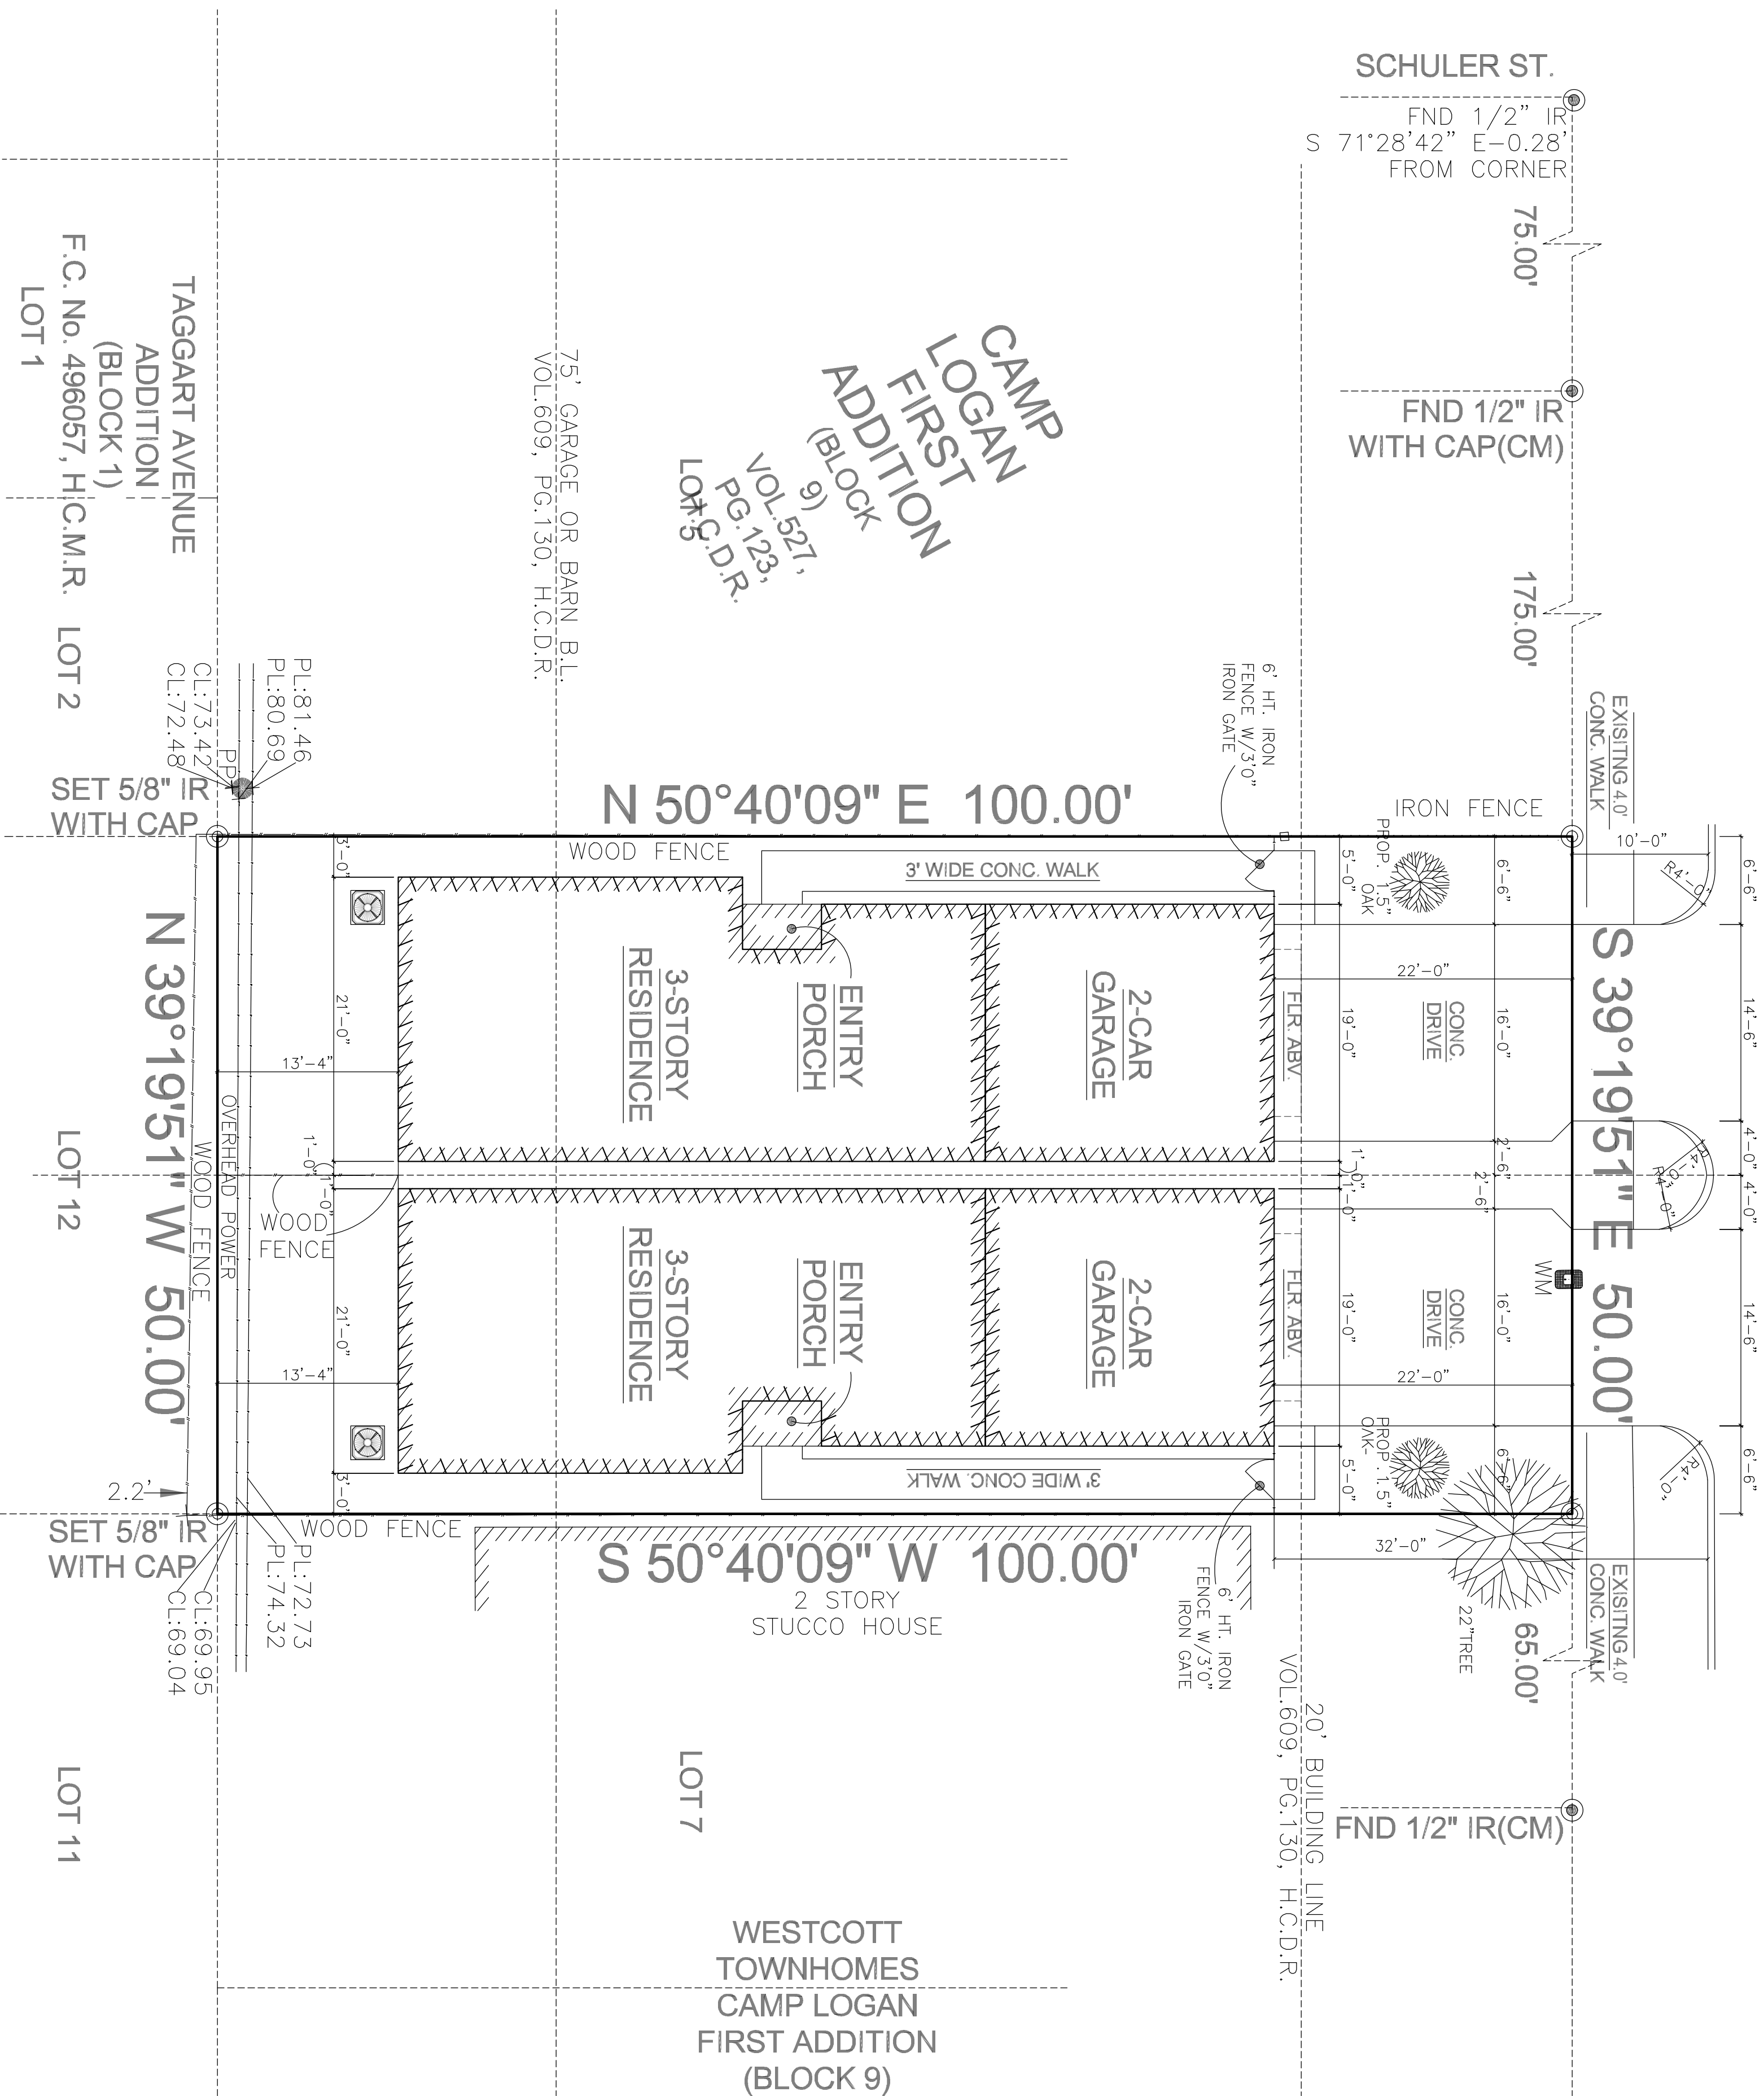 SCHULER ST.
FND 1/2" IR
S 71°28'42" E-0.28'
FROM CORNER
75.00'
FND 1/2" IR
WITH CAP(CM)
175.00'
CAMP
LOGAN
FIRST
ADDITION
(BLOCK
9)
VOL.527,
PG.123,
H.C.D.R.
LOT 5
75' GARAGE OR BARN B.L.
VOL.609, PG.130, H.C.D.R.
TAGGART AVENUE
ADDITION
(BLOCK 1)
F.C. No. 496057, H.C.M.R.
LOT 1
LOT 2
PL:81.46
PL:80.69
CL:73.42
CL:72.48
PP
SET 5/8" IR
WITH CAP
6' HT. IRON
FENCE W/3'0"
IRON GATE
EXISITNG 4.0'
CONC. WALK
N 50°40'09" E 100.00'
IRON FENCE
10'-0"
6'-6"
R4'-0"
WOOD FENCE
3'-0"
3' WIDE CONC. WALK
5'-0"
PROP. 1.5"
OAK
6'-6"
22'-0"
S 39°19'51" E 50.00'
N 39°19'51" W 50.00'
3-STORY
RESIDENCE
ENTRY
PORCH
2-CAR
GARAGE
FLR. ABV.
19'-0"
CONC.
DRIVE
16'-0"
14'-6"
21'-0"
13'-4"
OVERHEAD POWER
WOOD FENCE
LOT 12
1'-0"
1'-0"
WOOD
FENCE
1'-0"
1'-0"
2'-6"
2'-6"
4'-0"
4'-0"
R4'-0"
R4'-0"
WM
3-STORY
RESIDENCE
ENTRY
PORCH
2-CAR
GARAGE
FLR. ABV.
19'-0"
CONC.
DRIVE
16'-0"
14'-6"
21'-0"
13'-4"
22'-0"
3'-0"
3' WIDE CONC. WALK
5'-0"
PROP. 1.5"
OAK
6'-6"
6'-6"
R4'-0"
2.2'
SET 5/8" IR
WITH CAP
WOOD FENCE
S 50°40'09" W 100.00'
2 STORY
STUCCO HOUSE
32'-0"
PL:72.73
PL:74.32
CL:69.95
CL:69.04
6' HT. IRON
FENCE W/3'0"
IRON GATE
22"TREE
65.00'
EXISITNG 4.0'
CONC. WALK
20' BUILDING LINE
VOL.609, PG.130, H.C.D.R.
FND 1/2" IR(CM)
LOT 7
LOT 11
WESTCOTT
TOWNHOMES
CAMP LOGAN
FIRST ADDITION
(BLOCK 9)